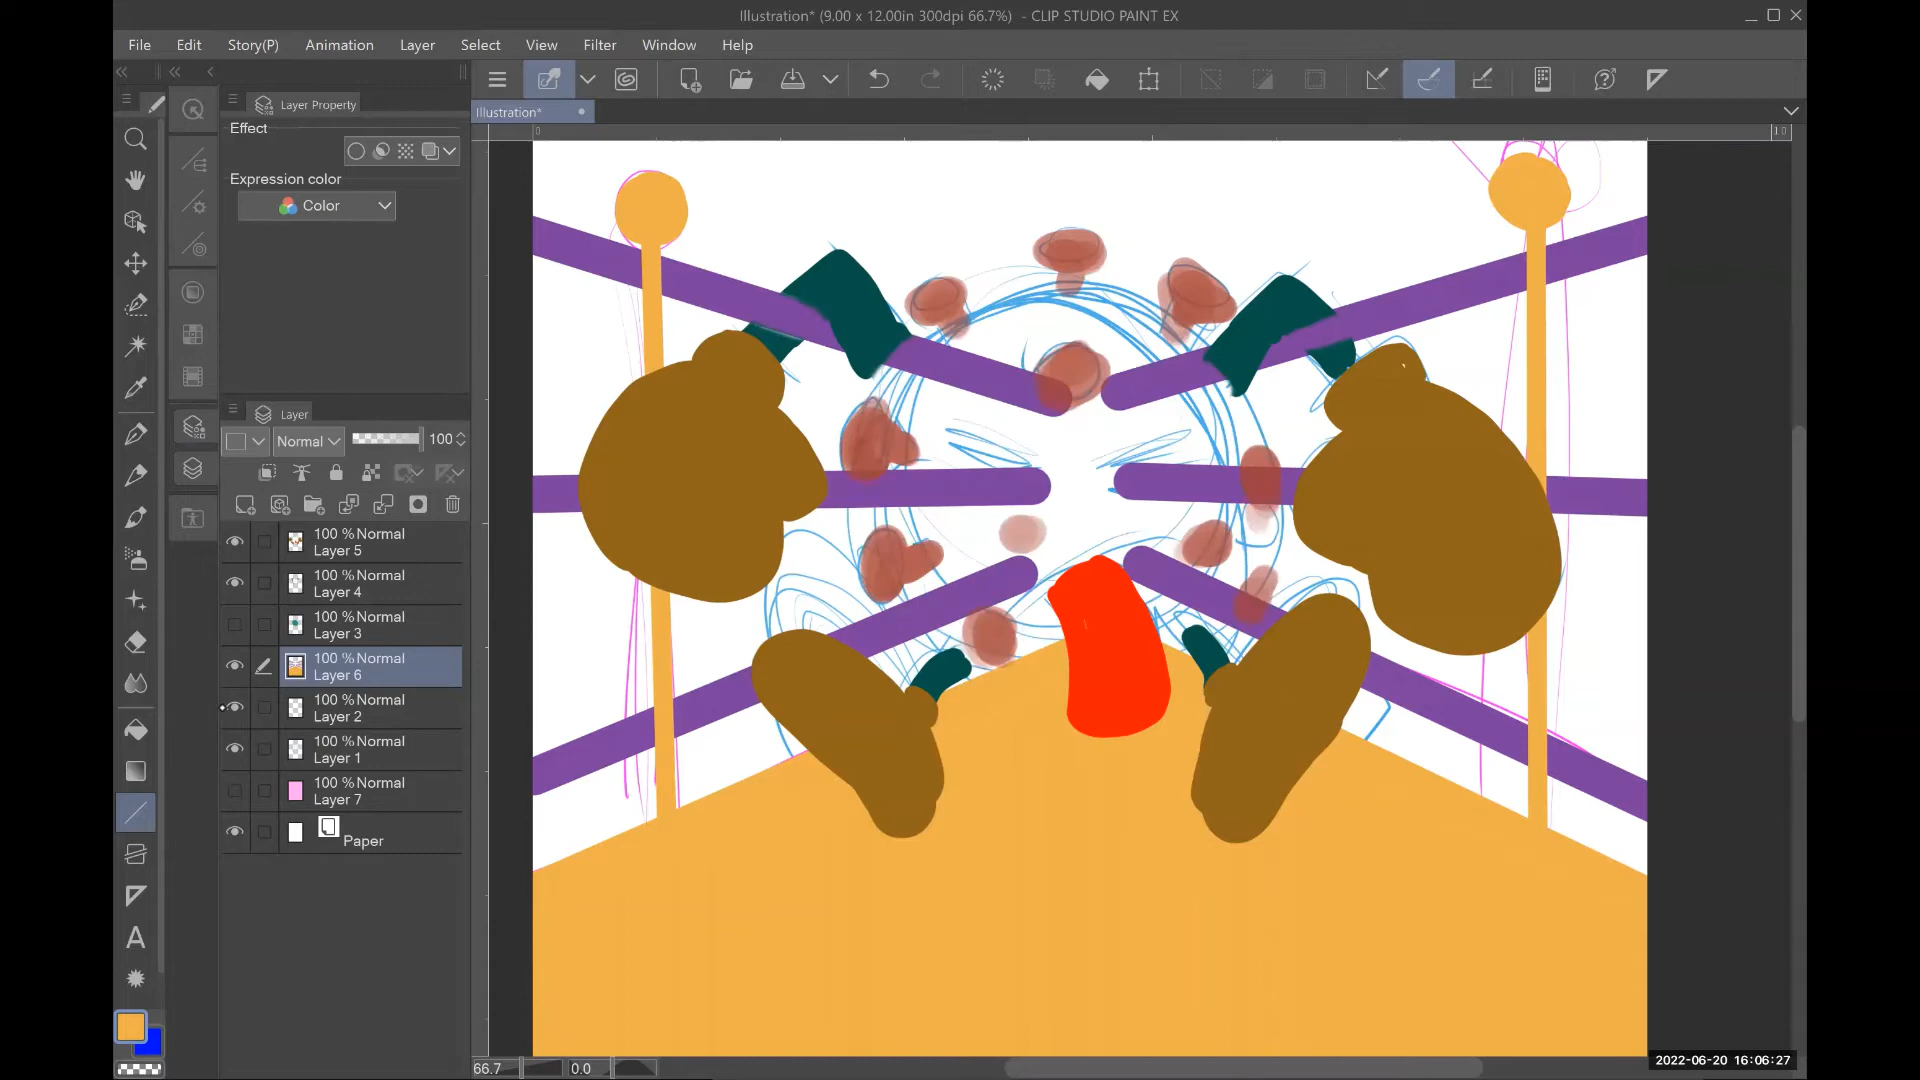 Illustration* (9.00 x 12.00in 300dpi 66.7%) - CLIP STUDIO PAINT EX
File Edit Story(P) Animation Layer Select View Filter Window Help
Layer Property
Illustration*
Effect
0
10
Expression color
Color
Layer
Normal 100
100 % Normal
Layer 5
100 % Normal
Layer 4
100 % Normal
Layer 3
100 % Normal
Layer 6
100 % Normal
Layer 2
100 % Normal
Layer 1
100 % Normal
Layer 7
Paper
A
66.7 0.0
2022-06-20 16:06:27